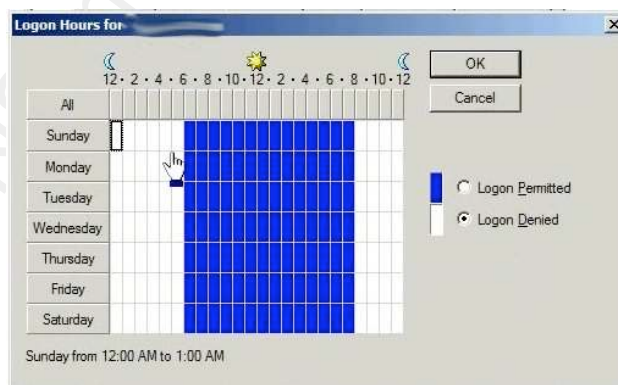 Logon Hours for
12 · 2 · 4 · 6 · 8 · 10 · 12 · 2 · 4 · 6 · 8 · 10 · 12
OK
Cancel
All
Sunday
Monday
Tuesday
Wednesday
Thursday
Friday
Saturday
Logon Permitted
Logon Denied
Sunday from 12:00 AM to 1:00 AM